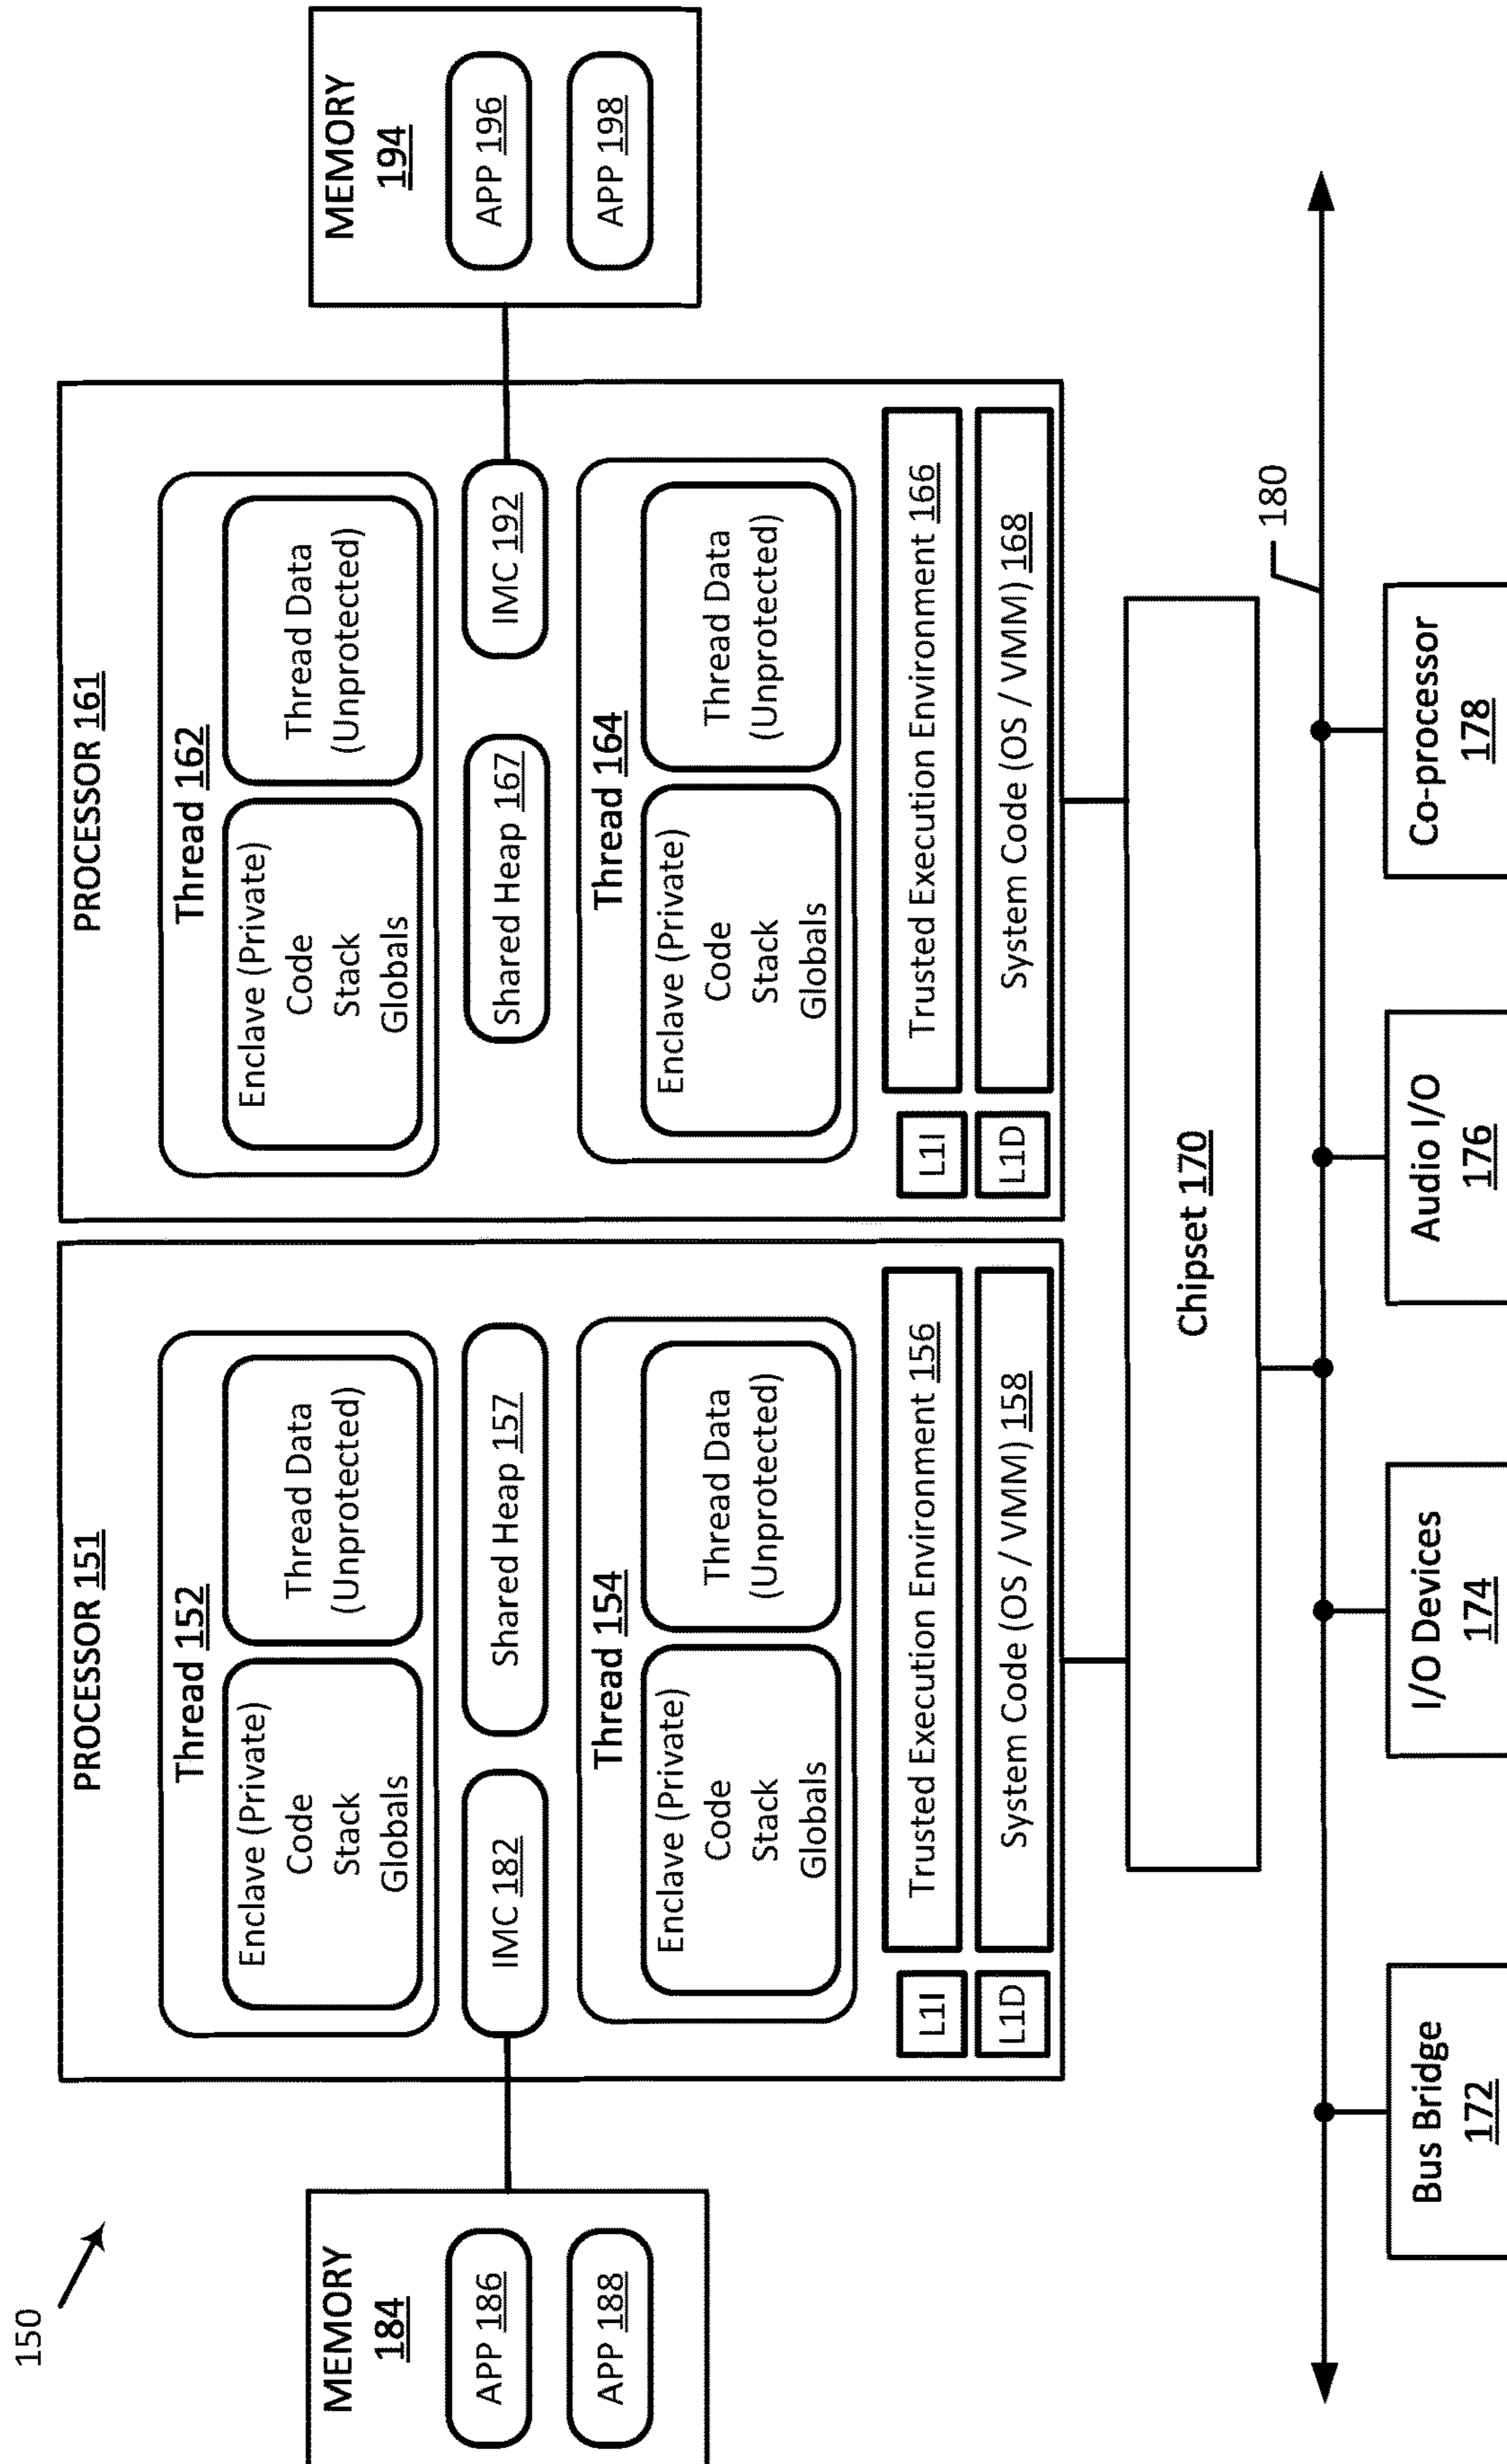 150
MEMORY
184
APP 186
APP 188
PROCESSOR 151
Thread 152
Enclave (Private)
Code
Stack
Globals
Thread Data
(Unprotected)
IMC 182
Shared Heap 157
Thread 154
Enclave (Private)
Code
Stack
Globals
Thread Data
(Unprotected)
L1I
Trusted Execution Environment 156
L1D
System Code (OS / VMM) 158
PROCESSOR 161
Thread 162
Enclave (Private)
Code
Stack
Globals
Thread Data
(Unprotected)
Shared Heap 167
IMC 192
Thread 164
Enclave (Private)
Code
Stack
Globals
Thread Data
(Unprotected)
L1I
Trusted Execution Environment 166
L1D
System Code (OS / VMM) 168
MEMORY
194
APP 196
APP 198
Chipset 170
180
Bus Bridge
172
I/O Devices
174
Audio I/O
176
Co-processor
178